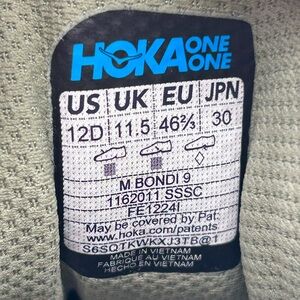 HOKA ONE ONE
US UK EU JPN
12D 11.5 46⅔ 30
M BONDI 9
1162011 SSSC
FE1224I
May be covered by Pat.
www.hoka.com/patents
S6SQTKWKXJ3TB@1
MADE IN VIETNAM
FABRIQUÉ AU VIETNAM
HECHO EN VIETNAM